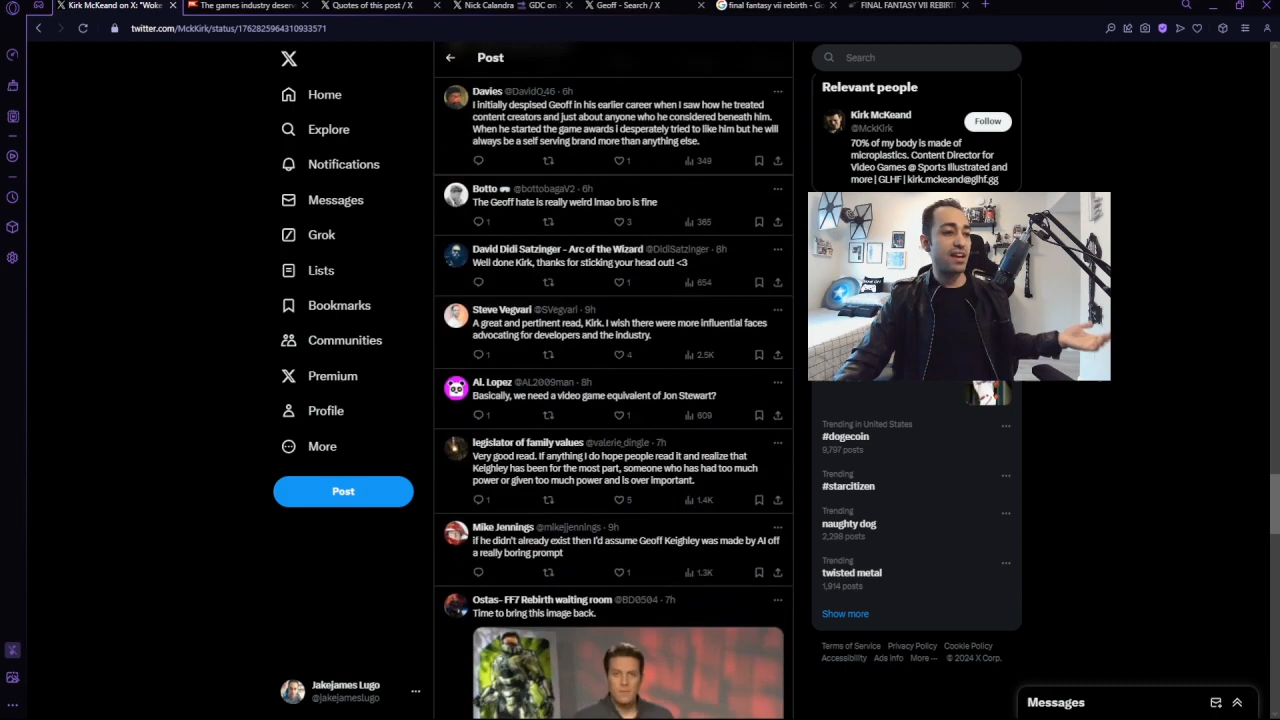 Kirk McKeand on X: "Woke
The games industry deserv
Quotes of this post / X
Nick Calandra
GDC on
Geoff - Search / X
final fantasy vii rebirth - Go
FINAL FANTASY VII REBIRT
twitter.com/MckKirk/status/1762825964310933571
Home
Explore
Notifications
Messages
Grok
Lists
Bookmarks
Communities
Premium
Profile
More
Post
Jakejames Lugo
@jakejameslugo
Post
Davies @DavidO_46 · 6h
I initially despised Geoff in his earlier career when I saw how he treated
content creators and just about anyone who he considered beneath him.
When he started the game awards i desperately tried to like him but he will
always be a self serving brand more than anything else.
1 349
Botto @bottobagaV2 · 6h
The Geoff hate is really weird lmao bro is fine
1 3 365
David Didi Satzinger - Arc of the Wizard @DidiSatzinger · 8h
Well done Kirk, thanks for sticking your head out! <3
1 654
Steve Vegvari @SVegvari · 9h
A great and pertinent read, Kirk. I wish there were more influential faces
advocating for developers and the industry.
1 4 2.5K
Al. Lopez @AL2009man · 8h
Basically, we need a video game equivalent of Jon Stewart?
1 1 609
legislator of family values @valerie_dingle · 7h
Very good read. If anything I do hope people read it and realize that
Keighley has been for the most part, someone who has had too much
power or given too much power and is over important.
1 5 1.4K
Mike Jennings @mikejjennings · 9h
if he didn't already exist then I'd assume Geoff Keighley was made by AI off
a really boring prompt
1 1.3K
Ostas- FF7 Rebirth waiting room @BD0504 · 7h
Time to bring this image back.
Search
Relevant people
Kirk McKeand
@MckKirk
Follow
70% of my body is made of
microplastics. Content Director for
Video Games @ Sports Illustrated and
more | GLHF | kirk.mckeand@glhf.gg
Trending in United States
#dogecoin
9,797 posts
Trending
#starcitizen
Trending
naughty dog
2,298 posts
Trending
twisted metal
1,914 posts
Show more
Terms of Service Privacy Policy Cookie Policy
Accessibility Ads info More ··· © 2024 X Corp.
Messages